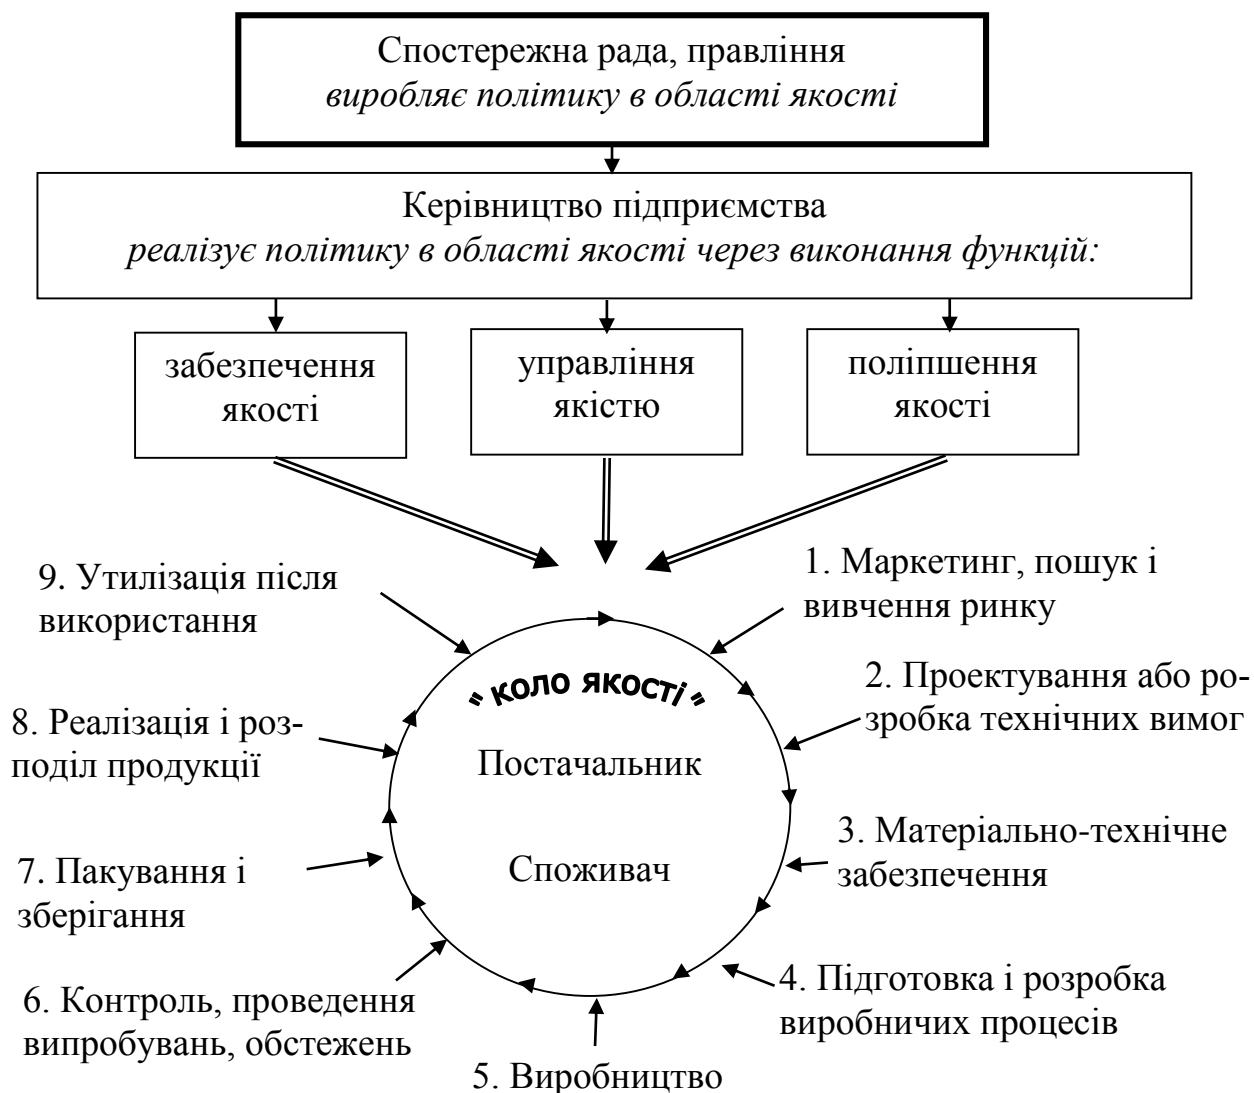 Спостережна рада, правління
виробляє політику в області якості
Керівництво підприємства
реалізує політику в області якості через виконання функцій:
забезпечення
якості
управління
якістю
поліпшення
якості
1. Маркетинг, пошук і
вивчення ринку
2. Проектування або ро-
зробка технічних вимог
3. Матеріально-технічне
забезпечення
4. Підготовка і розробка
виробничих процесів
5. Виробництво
6. Контроль, проведення
випробувань, обстежень
7. Пакування і
зберігання
8. Реалізація і роз-
поділ продукції
9. Утилізація після
використання
" коло якості "
Постачальник
Споживач